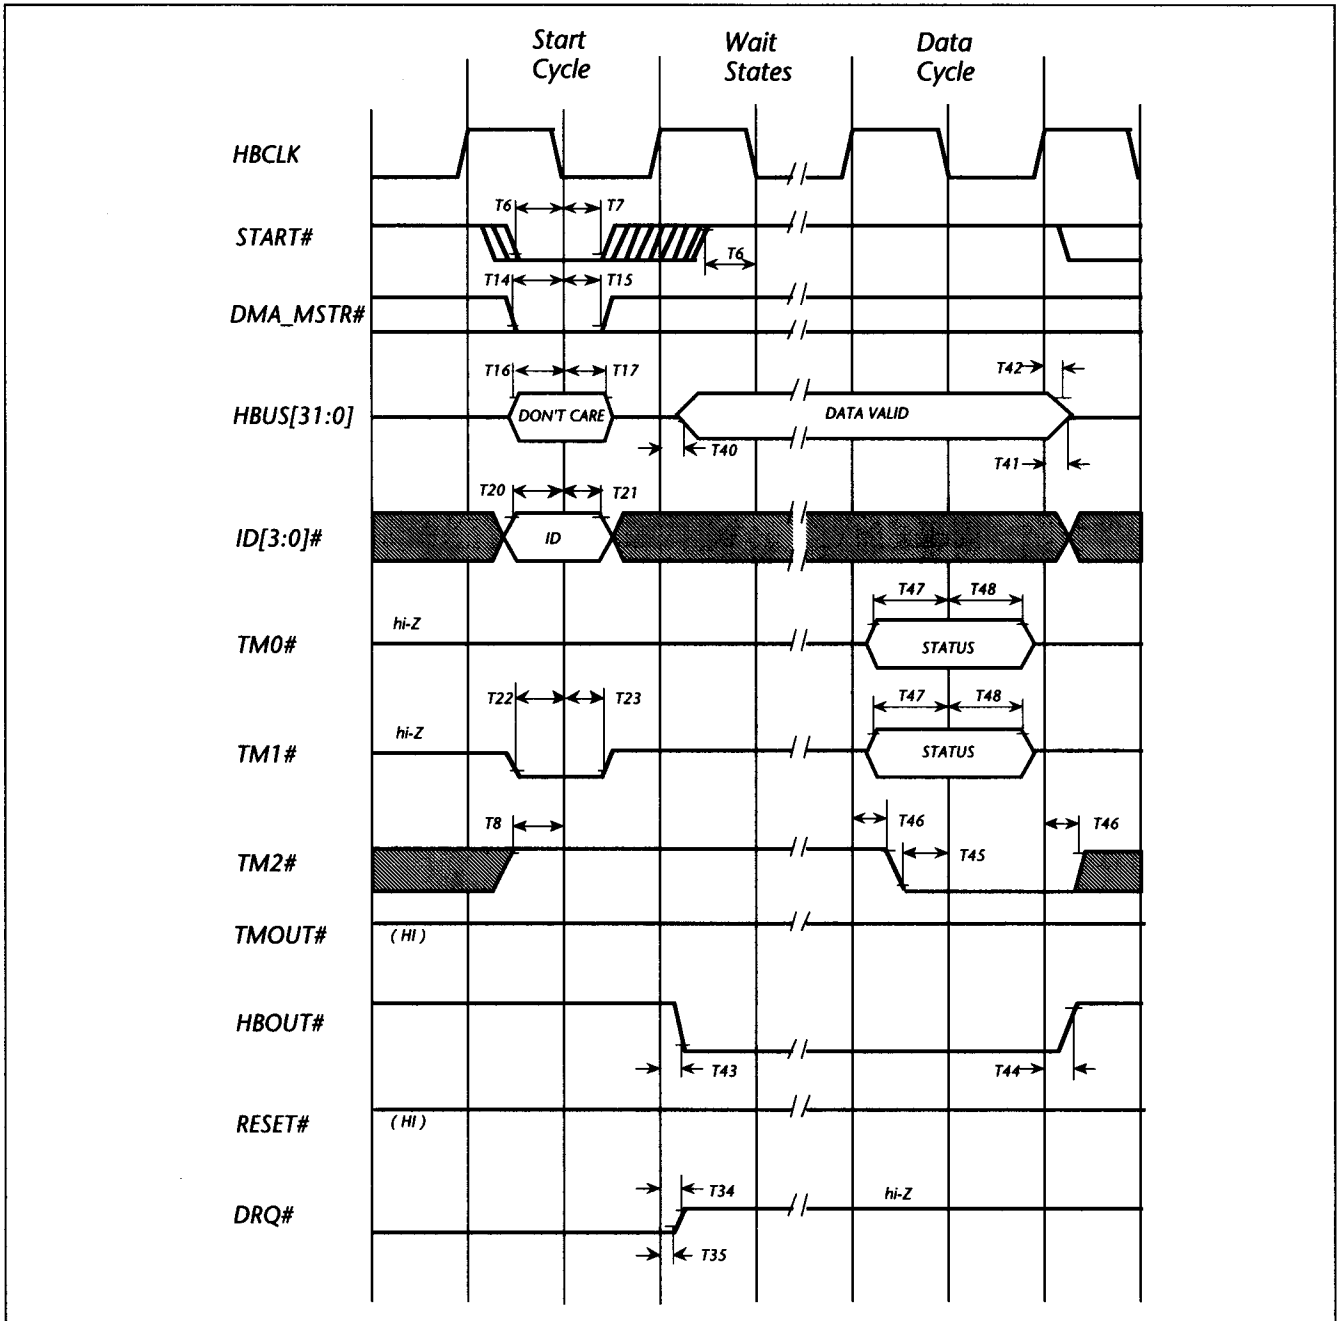 Start Cycle
Wait States
Data Cycle
HBCLK
T6 T7
START#
T6
T14 T15
DMA_MSTR#
T16 T17 T42
HBUS[31:0] DON'T CARE DATA VALID
T40 T41
T20 T21
ID[3:0]# ID
T47 T48
hi-Z
TM0# STATUS
T22 T23 T47 T48
hi-Z
TM1# STATUS
T8 T46 T46
TM2# T45
TMOUT# ( HI )
HBOUT#
T43 T44
RESET# ( HI )
T34 hi-Z
DRQ#
T35